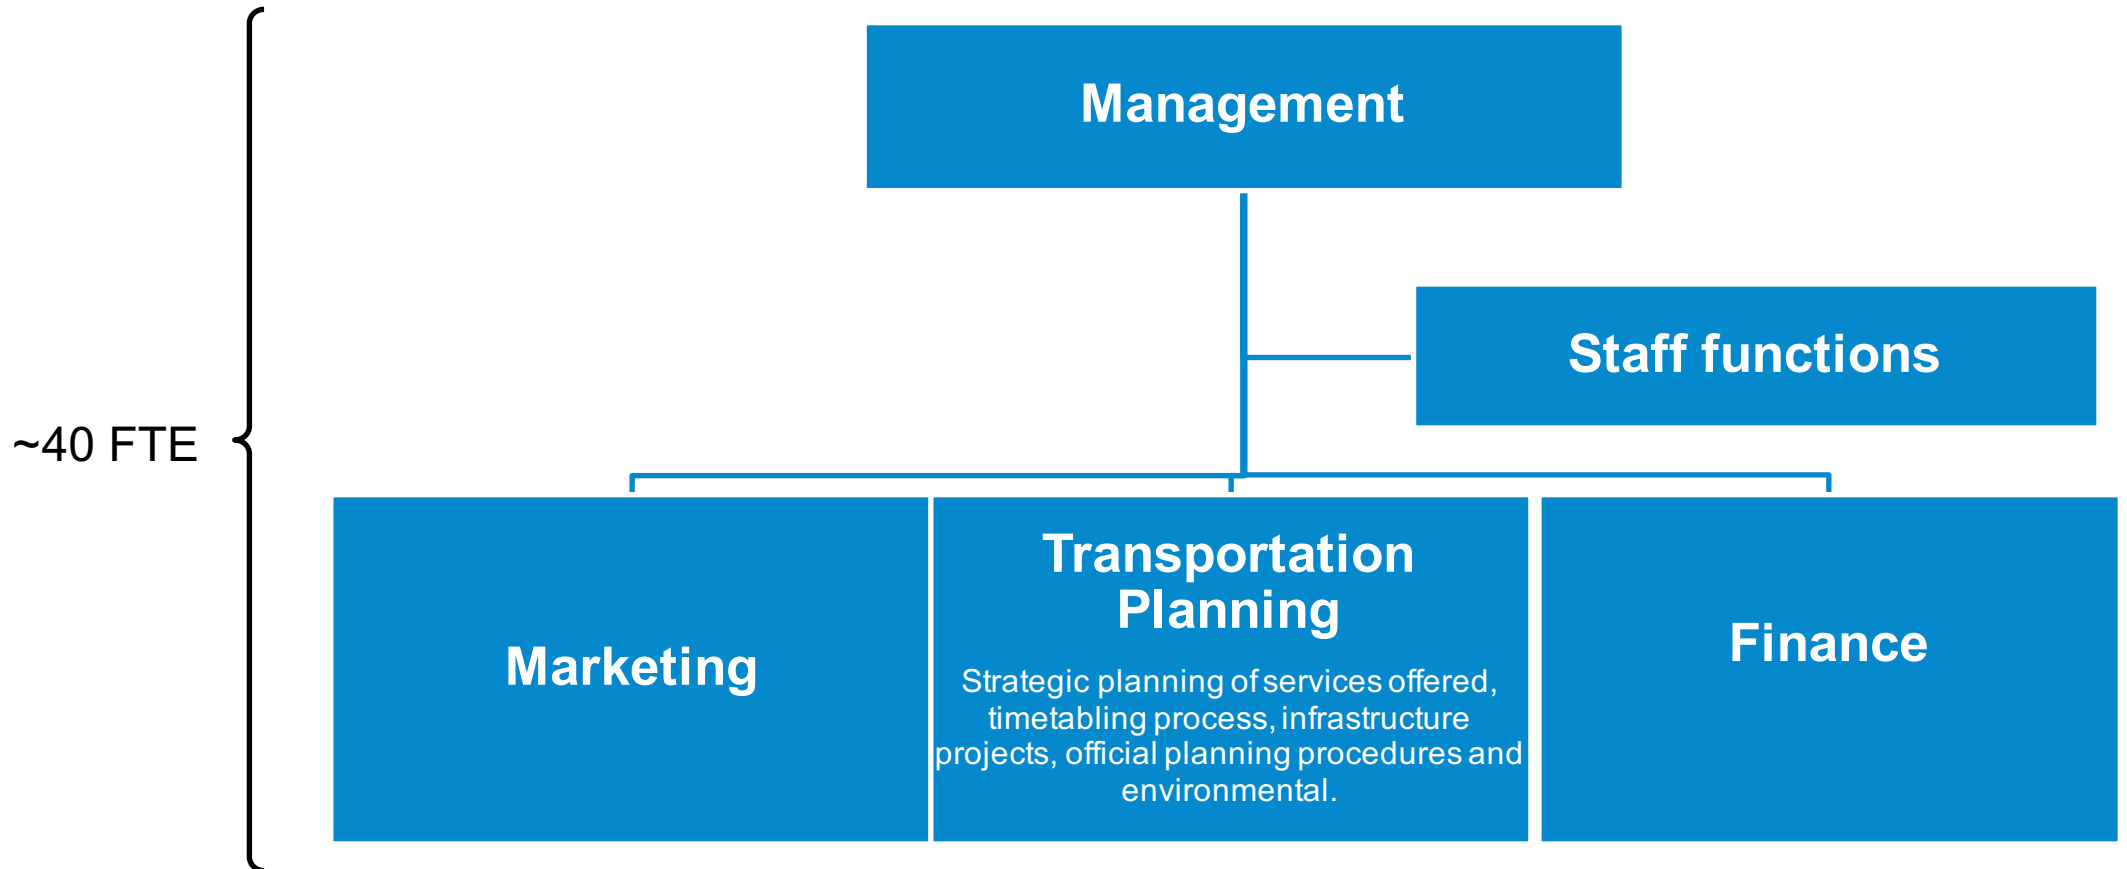 Management
Staff functions
~40 FTE
Marketing
Transportation
Planning
Strategic planning of services offered,
timetabling process, infrastructure
projects, official planning procedures and
environmental.
Finance